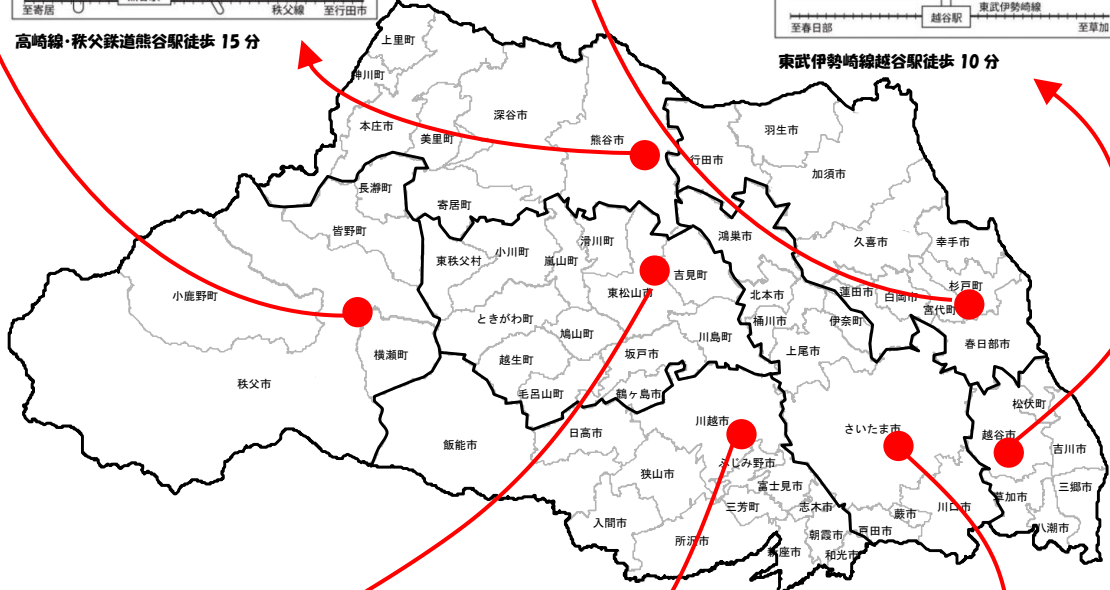 至寄居
秩父線
至行田市
高崎線・秩父鉄道熊谷駅徒歩 15 分
東武伊勢崎線
越谷駅
至春日部
至草加
東武伊勢崎線越谷駅徒歩 10 分
上里町
神川町
本庄市
美里町
深谷市
熊谷市
行田市
羽生市
加須市
長瀞町
寄居町
皆野町
小鹿野町
秩父市
横瀬町
東秩父村
小川町
嵐山町
滑川町
東松山市
吉見町
ときがわ町
鳩山町
越生町
毛呂山町
坂戸市
鶴ヶ島市
川島町
鴻巣市
北本市
桶川市
上尾市
伊奈町
蓮田市
白岡市
久喜市
幸手市
杉戸町
宮代町
春日部市
松伏町
越谷市
吉川市
三郷市
草加市
八潮市
さいたま市
川口市
蕨市
戸田市
川越市
ふじみ野市
富士見市
三芳町
志木市
朝霞市
和光市
新座市
所沢市
入間市
狭山市
日高市
飯能市